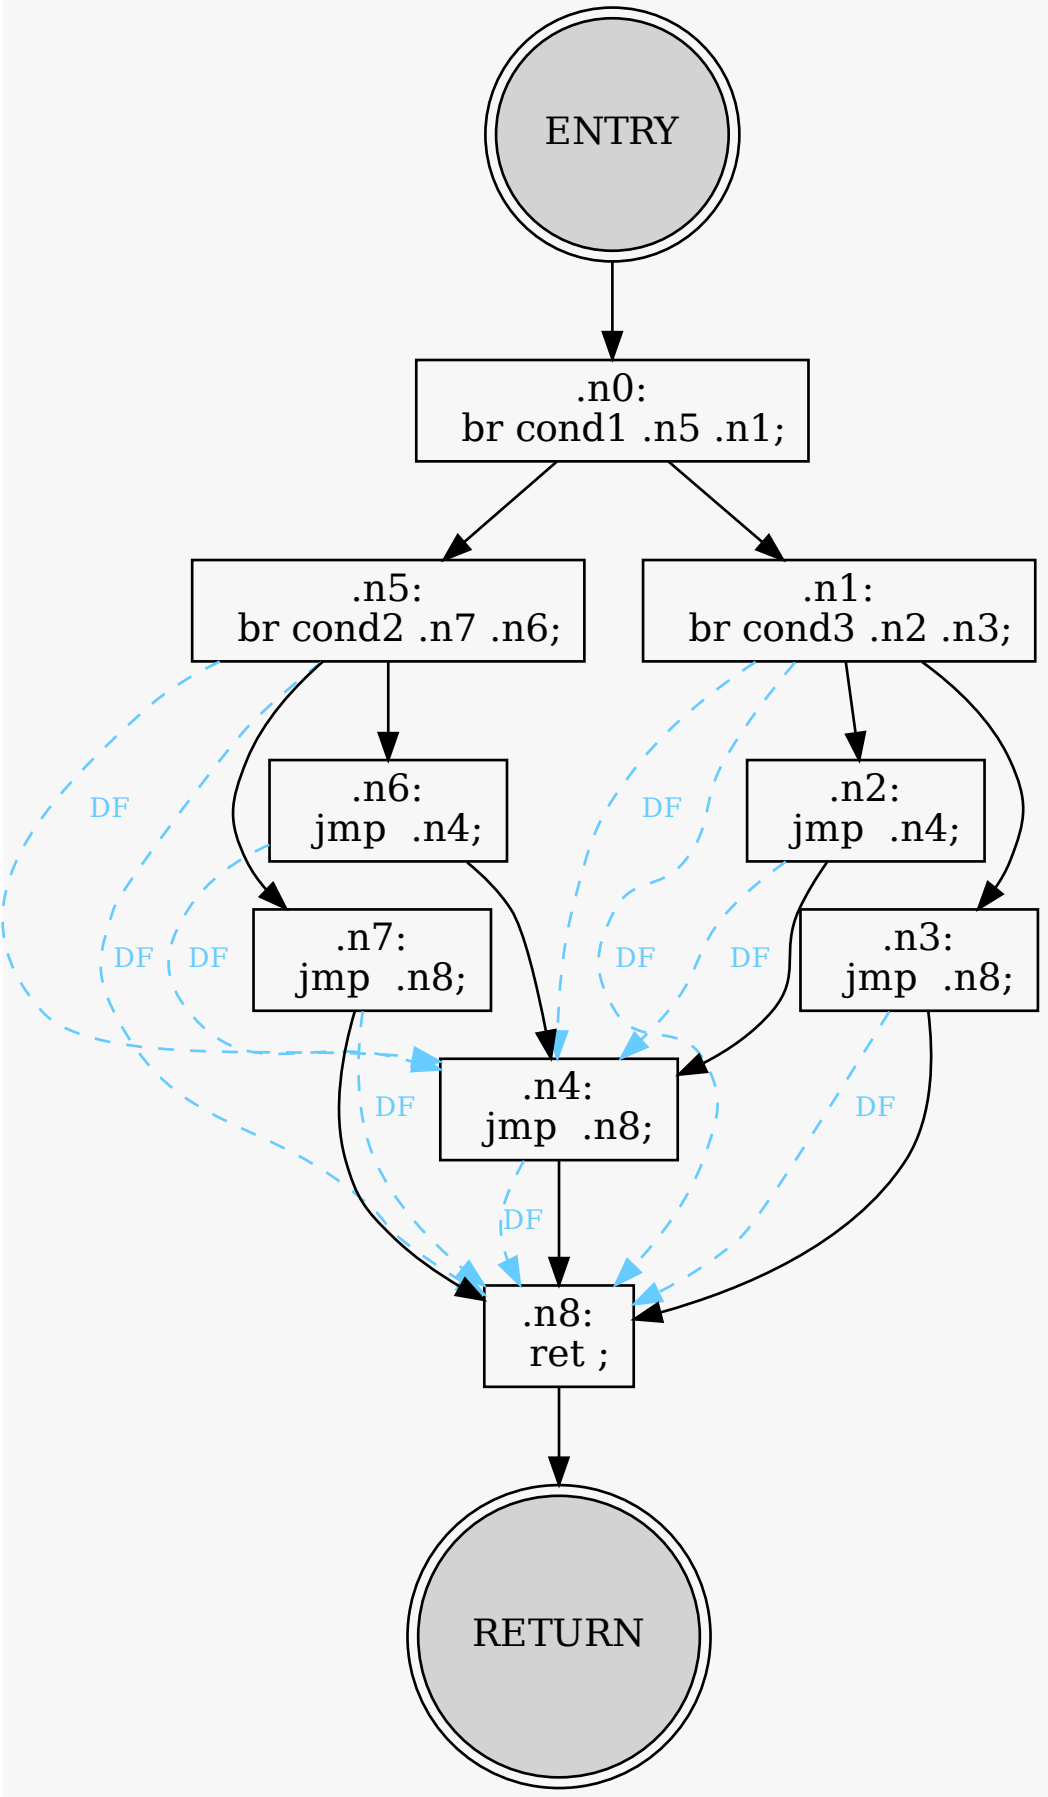 ENTRY
.n0:
br cond1 .n5 .n1;
.n5:
br cond2 .n7 .n6;
.n1:
br cond3 .n2 .n3;
DF
.n6:
jmp  .n4;
DF
.n2:
jmp  .n4;
DF
DF
.n7:
jmp  .n8;
DF
DF
.n3:
jmp  .n8;
DF
.n4:
jmp  .n8;
DF
DF
.n8:
ret ;
RETURN